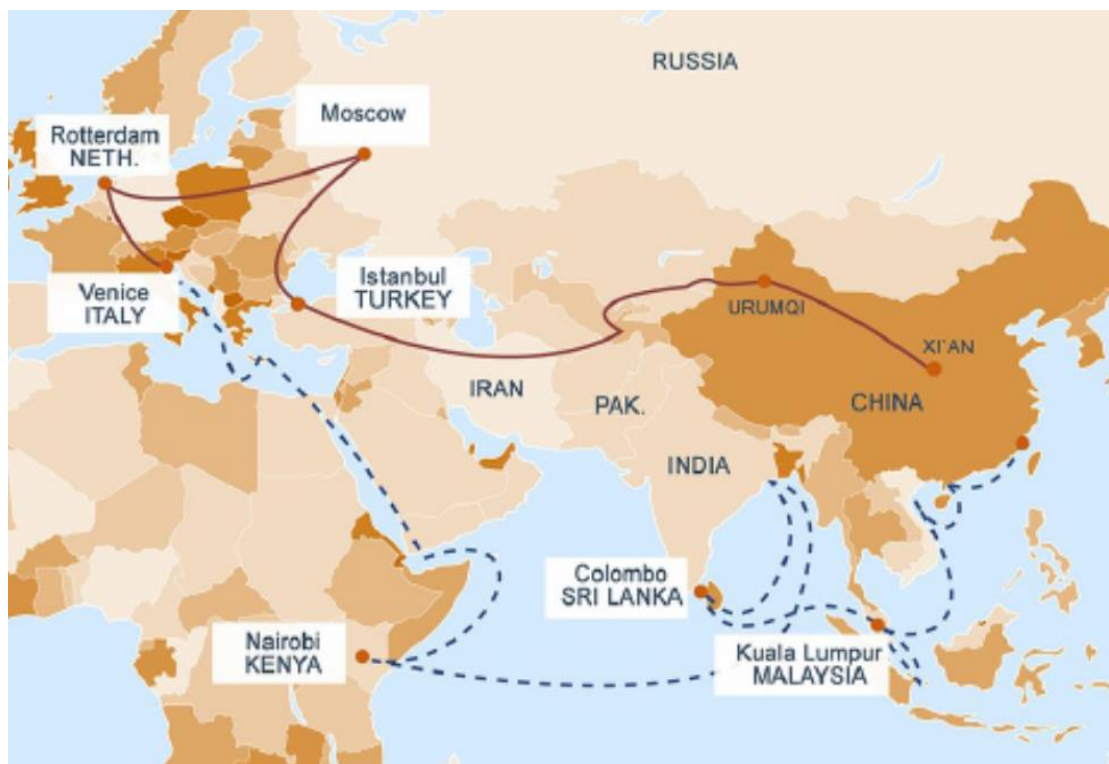 RUSSIA
Moscow
Rotterdam
NETH.
Istanbul
TURKEY
Venice
ITALY
URUMQI
XI'AN
IRAN
PAK.
CHINA
INDIA
Colombo
SRI LANKA
Nairobi
KENYA
Kuala Lumpur
MALAYSIA